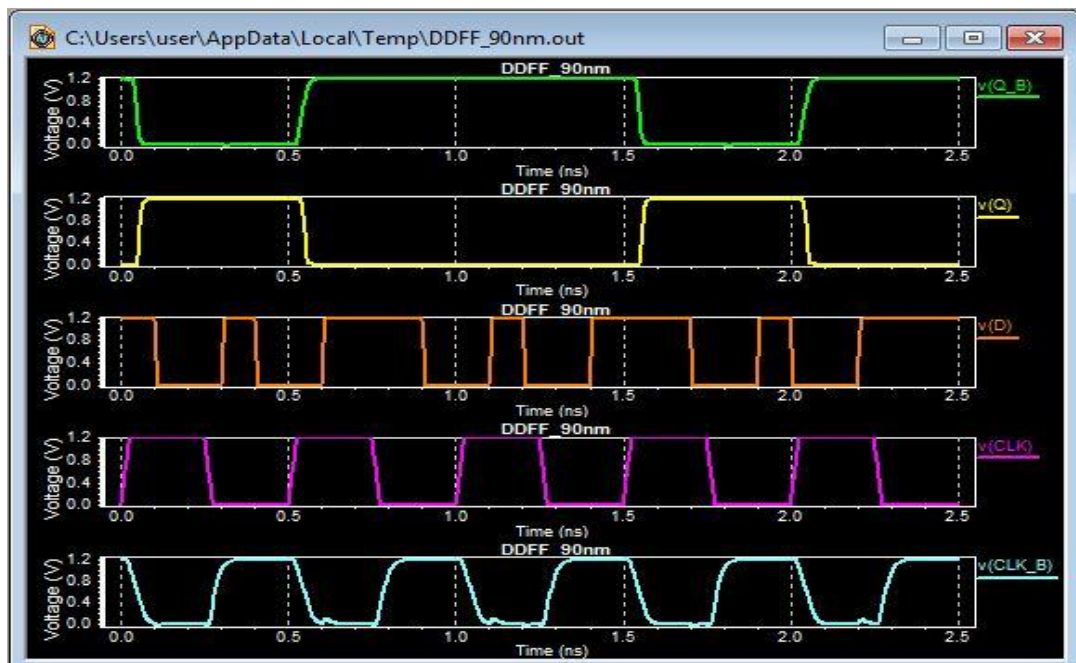 C:\Users\user\AppData\Local\Temp\DDFF_90nm.out
DDFF_90nm
Voltage (V)
1.2
0.8
0.4
0.0
v(Q_B)
0.0 0.5 1.0 1.5 2.0 2.5
Time (ns)
DDFF_90nm
Voltage (V)
1.2
0.8
0.4
0.0
v(Q)
0.0 0.5 1.0 1.5 2.0 2.5
Time (ns)
DDFF_90nm
Voltage (V)
1.2
0.8
0.4
0.0
v(D)
0.0 0.5 1.0 1.5 2.0 2.5
Time (ns)
DDFF_90nm
Voltage (V)
1.2
0.8
0.4
0.0
v(CLK)
0.0 0.5 1.0 1.5 2.0 2.5
Time (ns)
DDFF_90nm
Voltage (V)
1.2
0.8
0.4
0.0
v(CLK_B)
0.0 0.5 1.0 1.5 2.0 2.5
Time (ns)